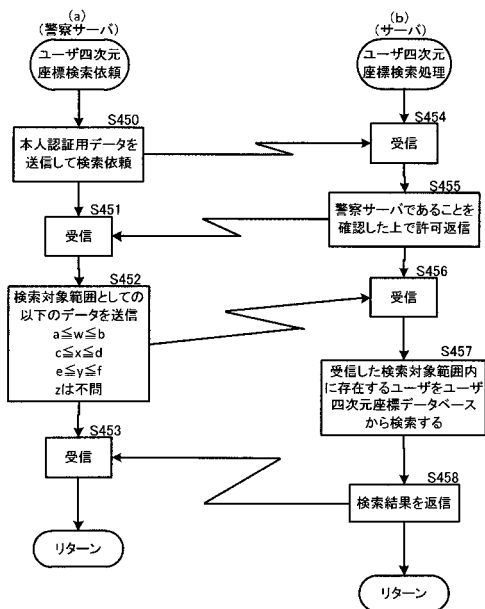 (a)
(警察サーバ)
ユーザ四次元
座標検索依頼
S450
本人認証用データを
送信して検索依頼
S451
受信
S452
検索対象範囲としての
以下のデータを送信
a≦w≦b
c≦x≦d
e≦y≦f
zは不問
S453
受信
リターン
(b)
(サーバ)
ユーザ四次元
座標検索処理
S454
受信
S455
警察サーバであることを
確認した上で許可返信
S456
受信
S457
受信した検索対象範囲内
に存在するユーザをユーザ
四次元座標データベース
から検索する
S458
検索結果を返信
リターン